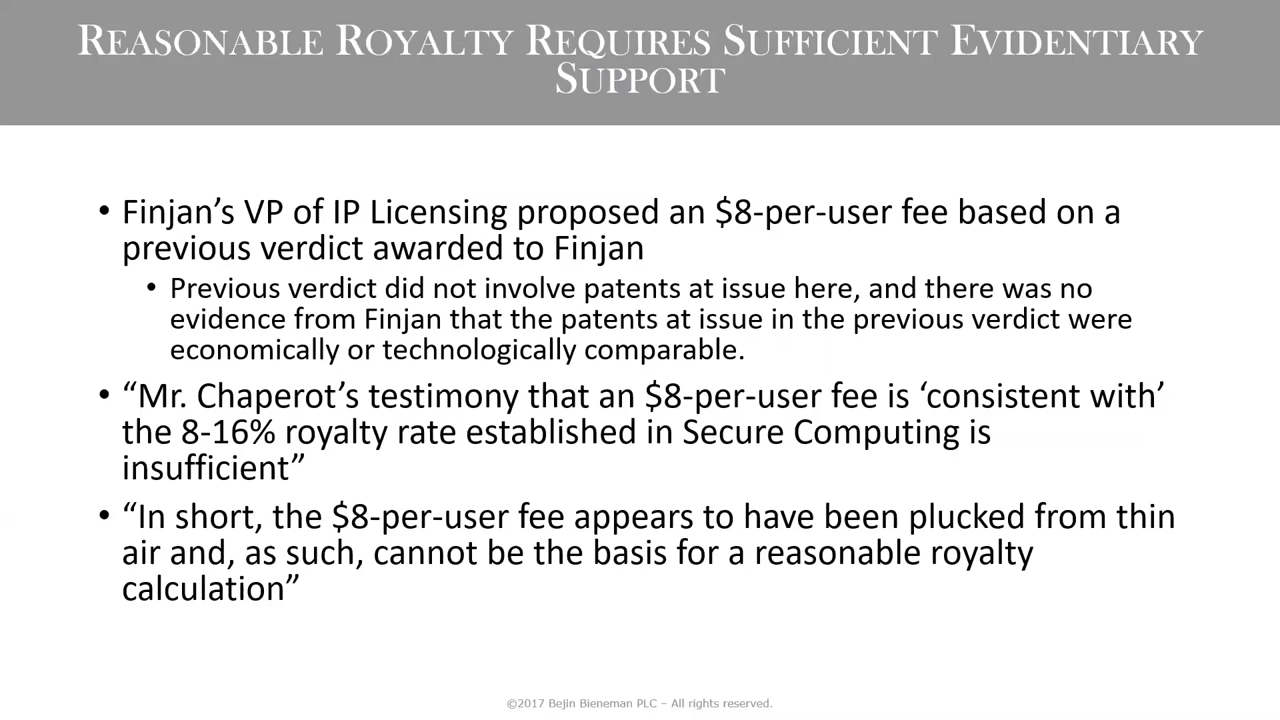 REASONABLE ROYALTY REQUIRES SUFFICIENT EVIDENTIARY
SUPPORT
• Finjan’s VP of IP Licensing proposed an $8-per-user fee based on a
previous verdict awarded to Finjan
• Previous verdict did not involve patents at issue here, and there was no
evidence from Finjan that the patents at issue in the previous verdict were
economically or technologically comparable.
• “Mr. Chaperot’s testimony that an $8-per-user fee is ‘consistent with’
the 8-16% royalty rate established in Secure Computing is
insufficient”
• “In short, the $8-per-user fee appears to have been plucked from thin
air and, as such, cannot be the basis for a reasonable royalty
calculation”
©2017 Bejin Bieneman PLC – All rights reserved.